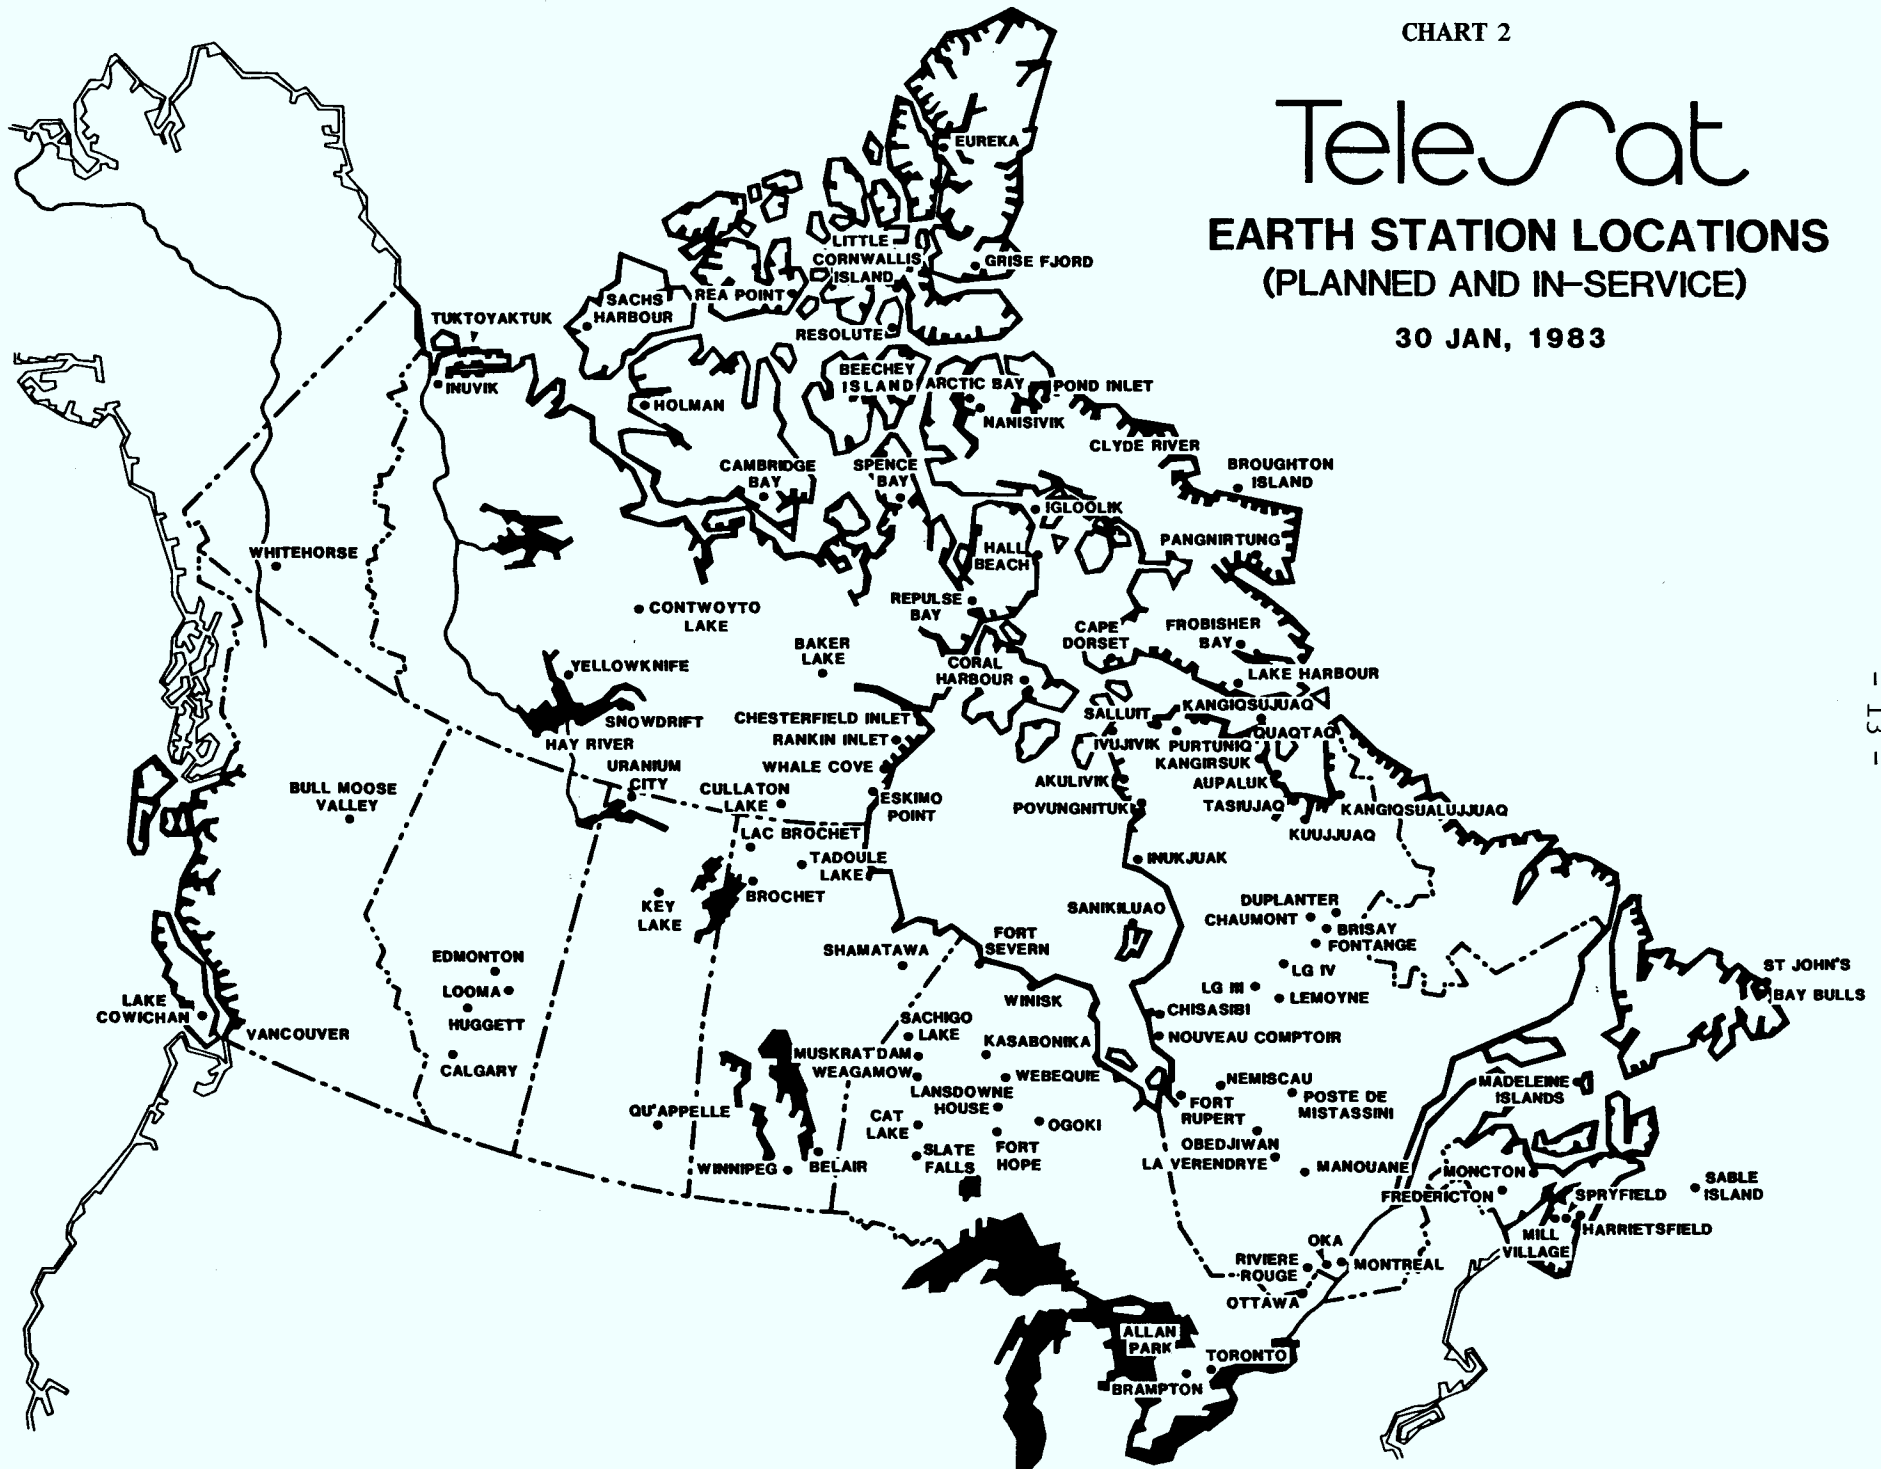 CHART 2
TeleSat
EARTH STATION LOCATIONS
(PLANNED AND IN-SERVICE)
30 JAN, 1983
- 13 -
EUREKA
LITTLE
CORNWALLIS
ISLAND
GRISE FJORD
SACHS
HARBOUR
REA POINT
TUKTOYAKTUK
RESOLUTE
INUVIK
BEECHEY
ISLAND
ARCTIC BAY
POND INLET
HOLMAN
NANISIVIK
CLYDE RIVER
CAMBRIDGE
BAY
SPENCE
BAY
BROUGHTON
ISLAND
IGLOOLIK
WHITEHORSE
HALL
BEACH
PANGNIRTUNG
CONTWOYTO
LAKE
REPULSE
BAY
BAKER
LAKE
CAPE
DORSET
FROBISHER
BAY
YELLOWKNIFE
CORAL
HARBOUR
LAKE HARBOUR
SNOWDRIFT
CHESTERFIELD INLET
SALLUIT
KANGIQSUJUAQ
HAY RIVER
RANKIN INLET
IVUJIVIK
PURTUNIQ
QUAQTAQ
URANIUM
CITY
WHALE COVE
KANGIRSUK
BULL MOOSE
VALLEY
CULLATON
LAKE
ESKIMO
POINT
AKULIVIK
AUPALUK
POVUNGNITUK
TASIUJAQ
KANGIQSUALUJJUAQ
LAC BROCHET
KUUJJUAQ
TADOULE
LAKE
INUKJUAK
BROCHET
KEY
LAKE
SANIKILUAQ
DUPLANTER
CHAUMONT
BRISAY
FONTANGE
EDMONTON
SHAMATAWA
FORT
SEVERN
LG IV
ST JOHN'S
LOOMA
LG III
LEMOYNE
BAY BULLS
LAKE
COWICHAN
HUGGETT
WINISK
CHISASIBI
VANCOUVER
SACHIGO
LAKE
KASABONIKA
NOUVEAU COMPTOIR
CALGARY
MUSKRAT DAM
WEAGAMOW
WEBEQUIE
NEMISCAU
MADELEINE
ISLANDS
LANSDOWNE
HOUSE
FORT
RUPERT
POSTE DE
MISTASSINI
QU'APPELLE
CAT
LAKE
OGOKI
OBEDJIWAN
SLATE
FALLS
FORT
HOPE
LA VERENDRYE
MANOUANE
WINNIPEG
BELAIR
MONCTON
FREDERICTON
SPRYFIELD
SABLE
ISLAND
HARRIETSFIELD
MILL
VILLAGE
OKA
RIVIERE
ROUGE
MONTREAL
OTTAWA
ALLAN
PARK
TORONTO
BRAMPTON